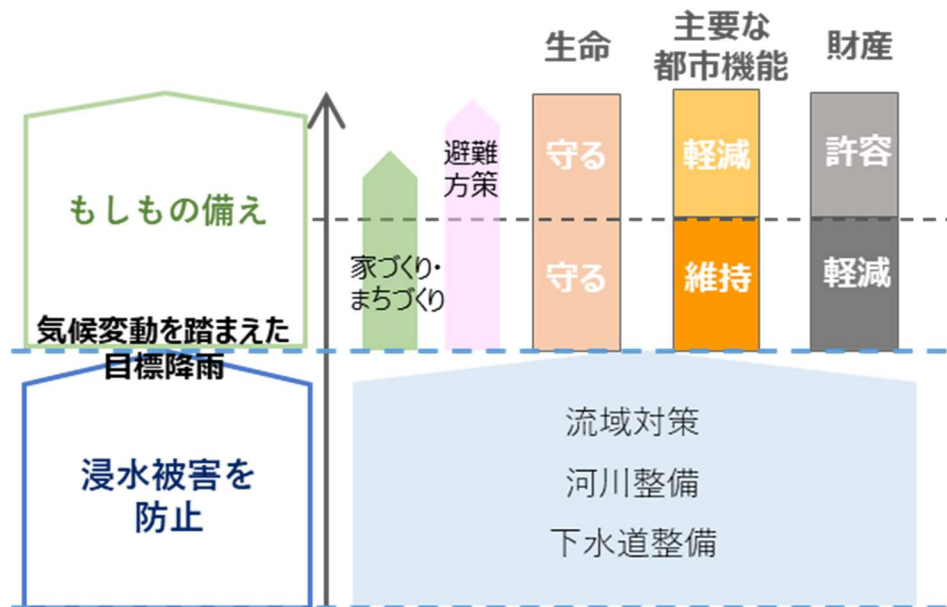 生命
主要な
都市機能
財産
もしもの備え
避難
方策
家づくり・
まちづくり
守る
軽減
許容
守る
維持
軽減
気候変動を踏まえた
目標降雨
浸水被害を
防止
流域対策
河川整備
下水道整備